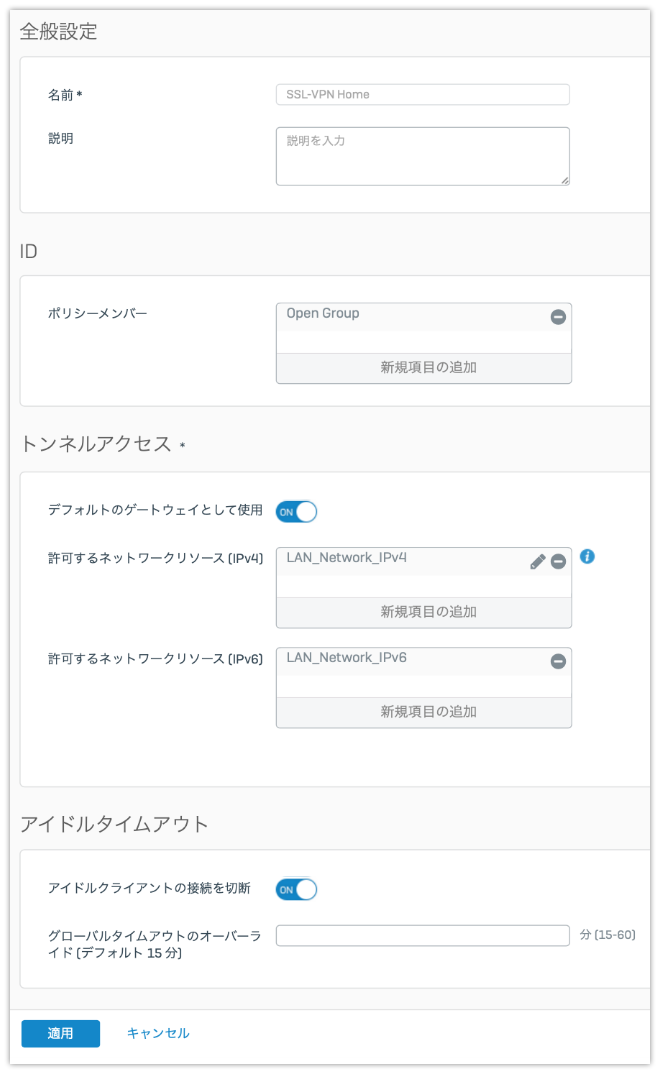 全般設定
名前 *
SSL-VPN Home
説明
説明を入力
ID
ポリシーメンバー
Open Group
新規項目の追加
トンネルアクセス *
デフォルトのゲートウェイとして使用
ON
許可するネットワークリソース (IPv4)
LAN_Network_IPv4
新規項目の追加
許可するネットワークリソース (IPv6)
LAN_Network_IPv6
新規項目の追加
アイドルタイムアウト
アイドルクライアントの接続を切断
ON
グローバルタイムアウトのオーバーラ
イド (デフォルト 15 分)
分 (15-60)
適用
キャンセル